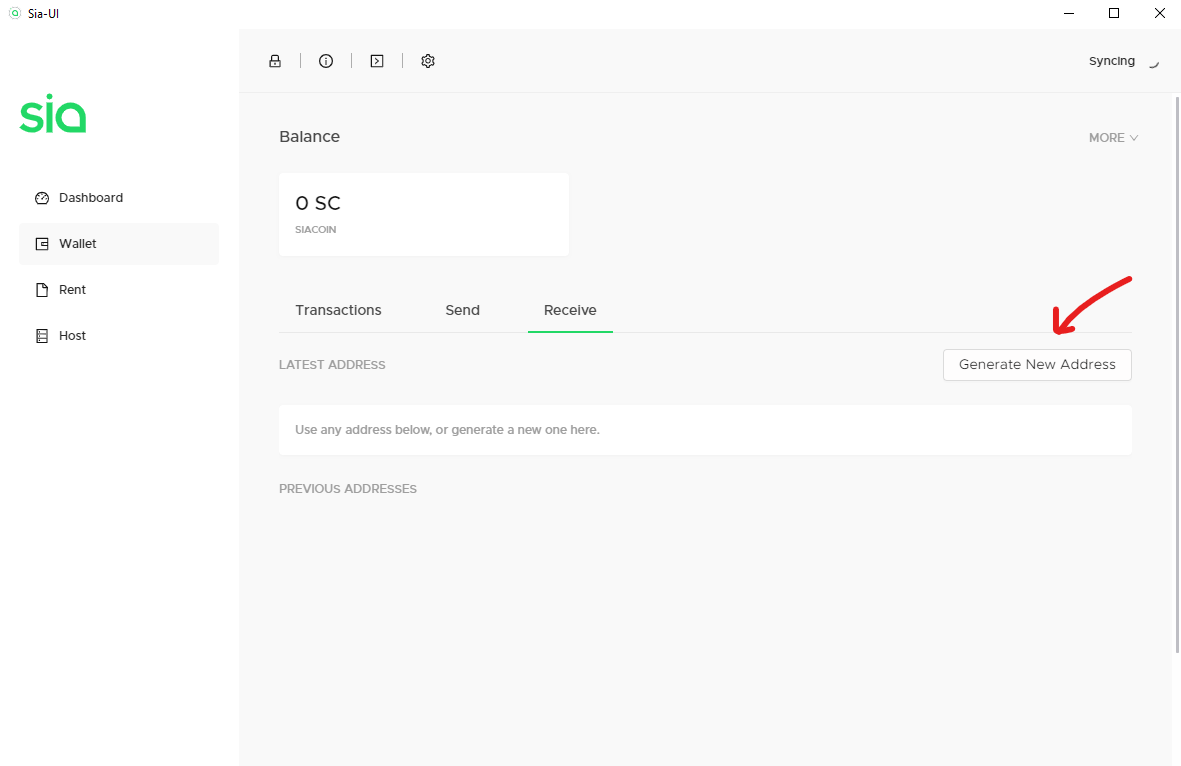 Sia-UI
Syncing
sia
Balance
MORE
Dashboard
0 SC
SIACOIN
Wallet
Rent
Transactions Send Receive
Host
LATEST ADDRESS
Generate New Address
Use any address below, or generate a new one here.
PREVIOUS ADDRESSES